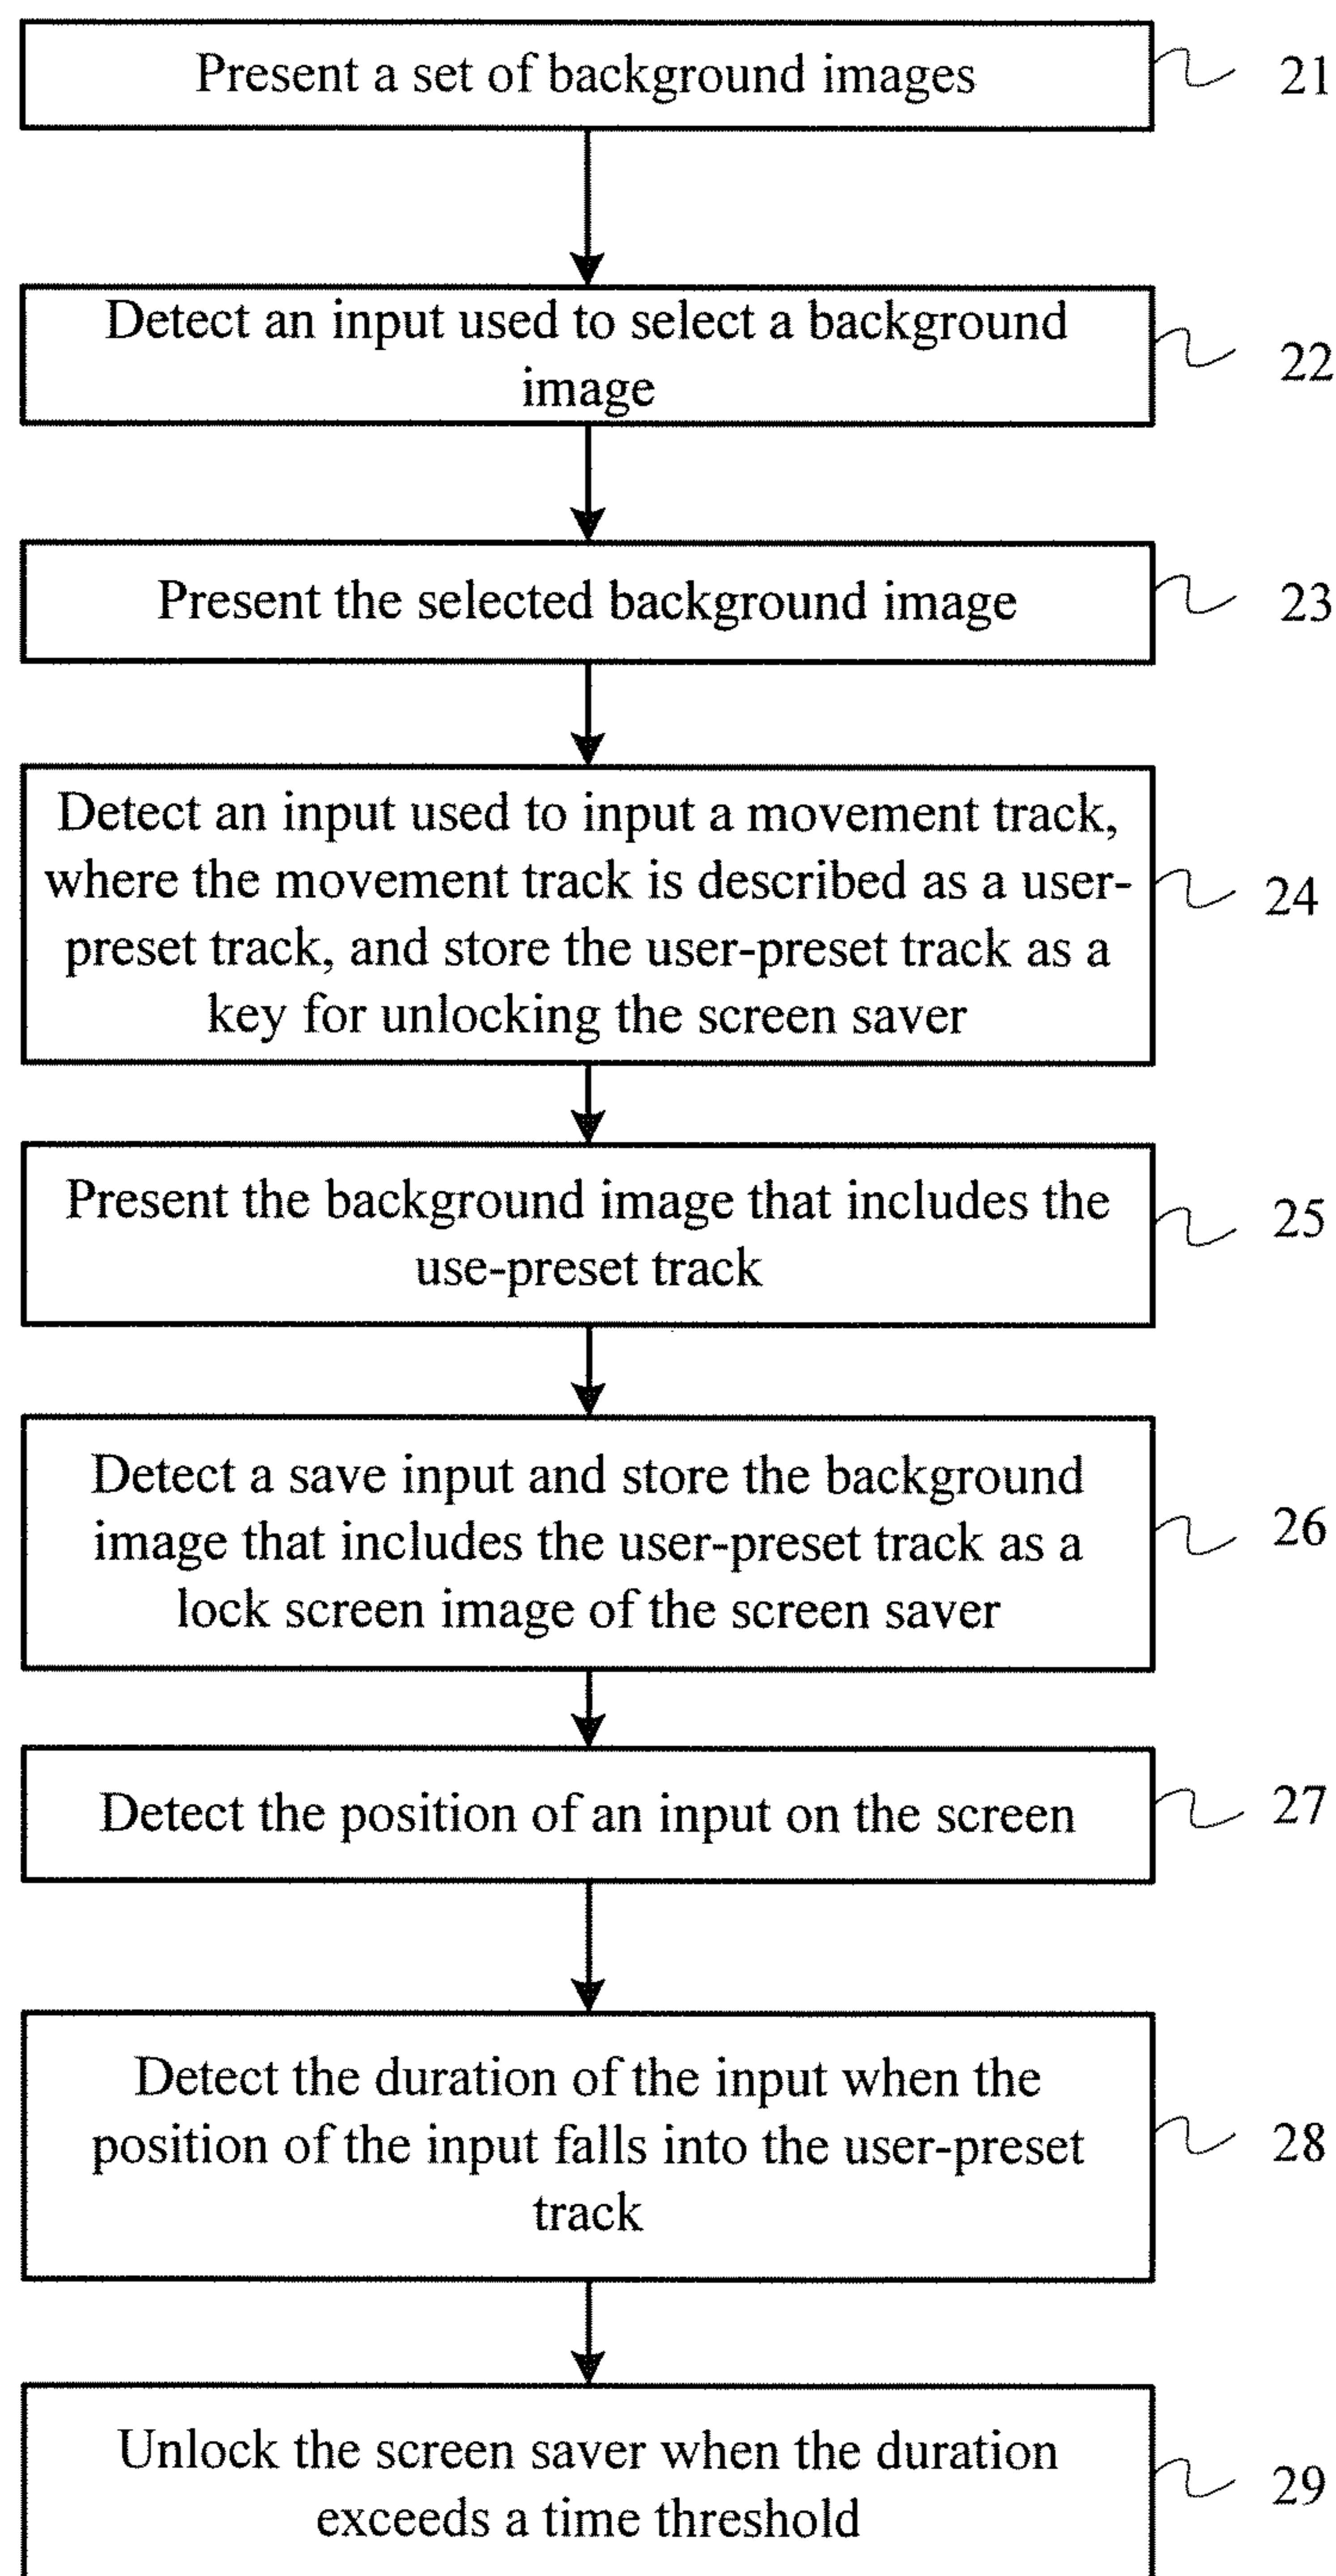 Present a set of background images
21
Detect an input used to select a background
image
22
Present the selected background image
23
Detect an input used to input a movement track,
where the movement track is described as a user-
preset track, and store the user-preset track as a
key for unlocking the screen saver
24
Present the background image that includes the
use-preset track
25
Detect a save input and store the background
image that includes the user-preset track as a
lock screen image of the screen saver
26
Detect the position of an input on the screen
27
Detect the duration of the input when the
position of the input falls into the user-preset
track
28
Unlock the screen saver when the duration
exceeds a time threshold
29